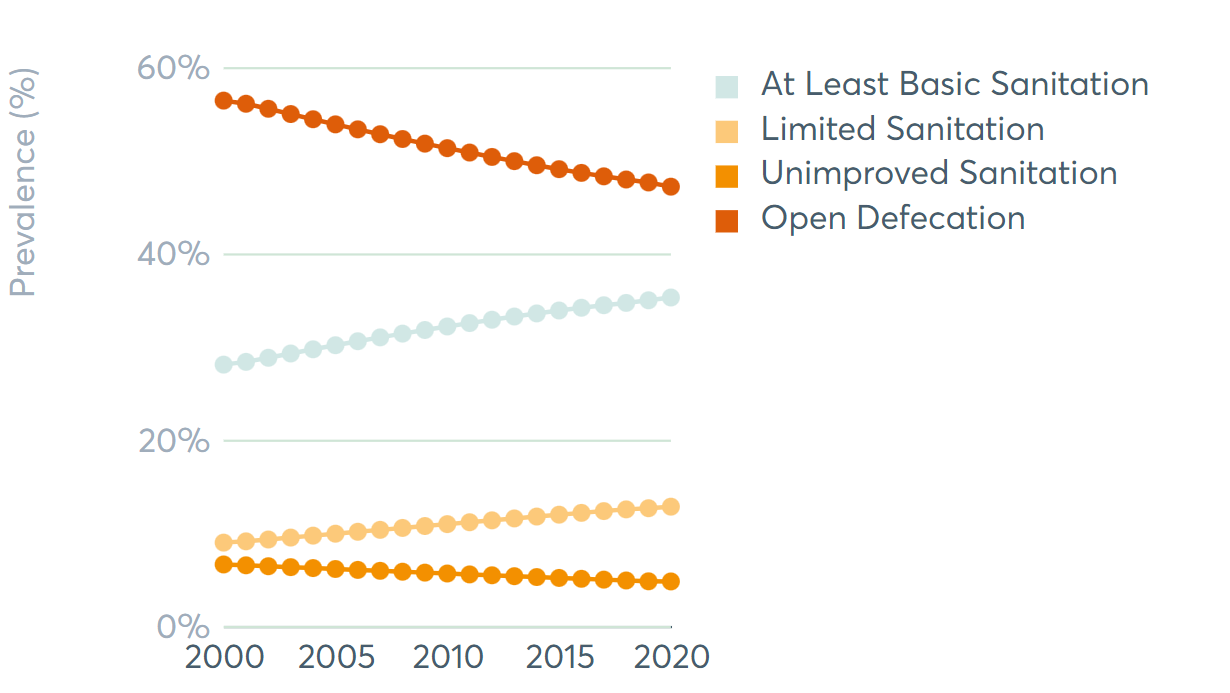 Prevalence (%)
60%
40%
20%
0%
2000 2005 2010 2015 2020
At Least Basic Sanitation
Limited Sanitation
Unimproved Sanitation
Open Defecation